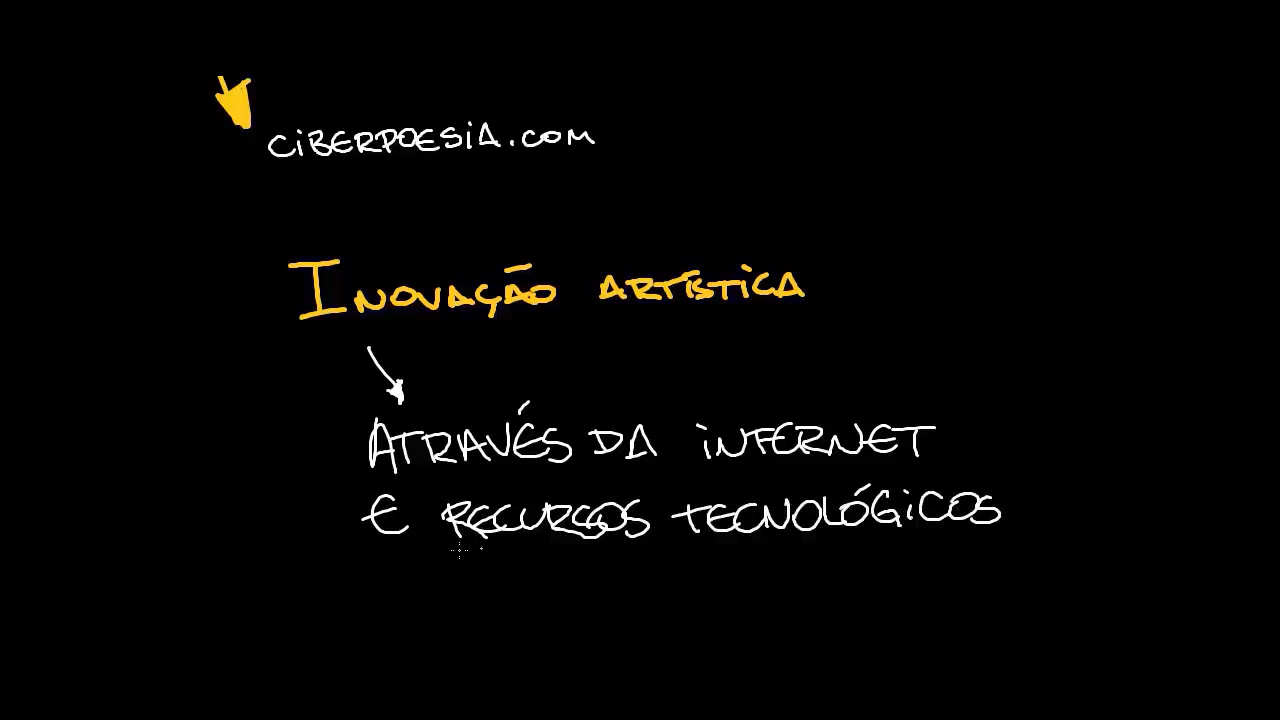 CiBERPOESiA.COM
INOVAÇÃO ARTÍSTICA
ATRAVÉS DA iNTERNET
E RECURSOS TECNOLÓGiCOS